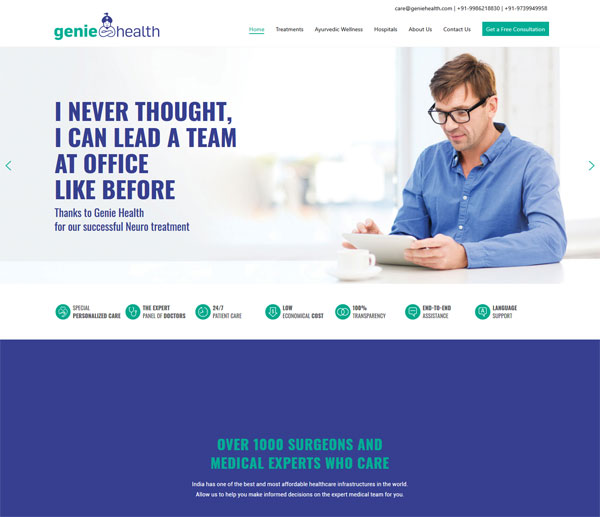 care@geniehealth.com | +91-9986218830 | +91-9739949958
genie health
Home Treatments Ayurvedic Wellness Hospitals About Us Contact Us Get a Free Consultation
I NEVER THOUGHT,
I CAN LEAD A TEAM
AT OFFICE
LIKE BEFORE
Thanks to Genie Health
for our successful Neuro treatment
SPECIAL
PERSONALIZED CARE
THE EXPERT
PANEL OF DOCTORS
24/7
PATIENT CARE
LOW
ECONOMICAL COST
100%
TRANSPARENCY
END-TO-END
ASSISTANCE
LANGUAGE
SUPPORT
OVER 1000 SURGEONS AND
MEDICAL EXPERTS WHO CARE
India has one of the best and most affordable healthcare infrastructures in the world.
Allow us to help you make informed decisions on the expert medical team for you.